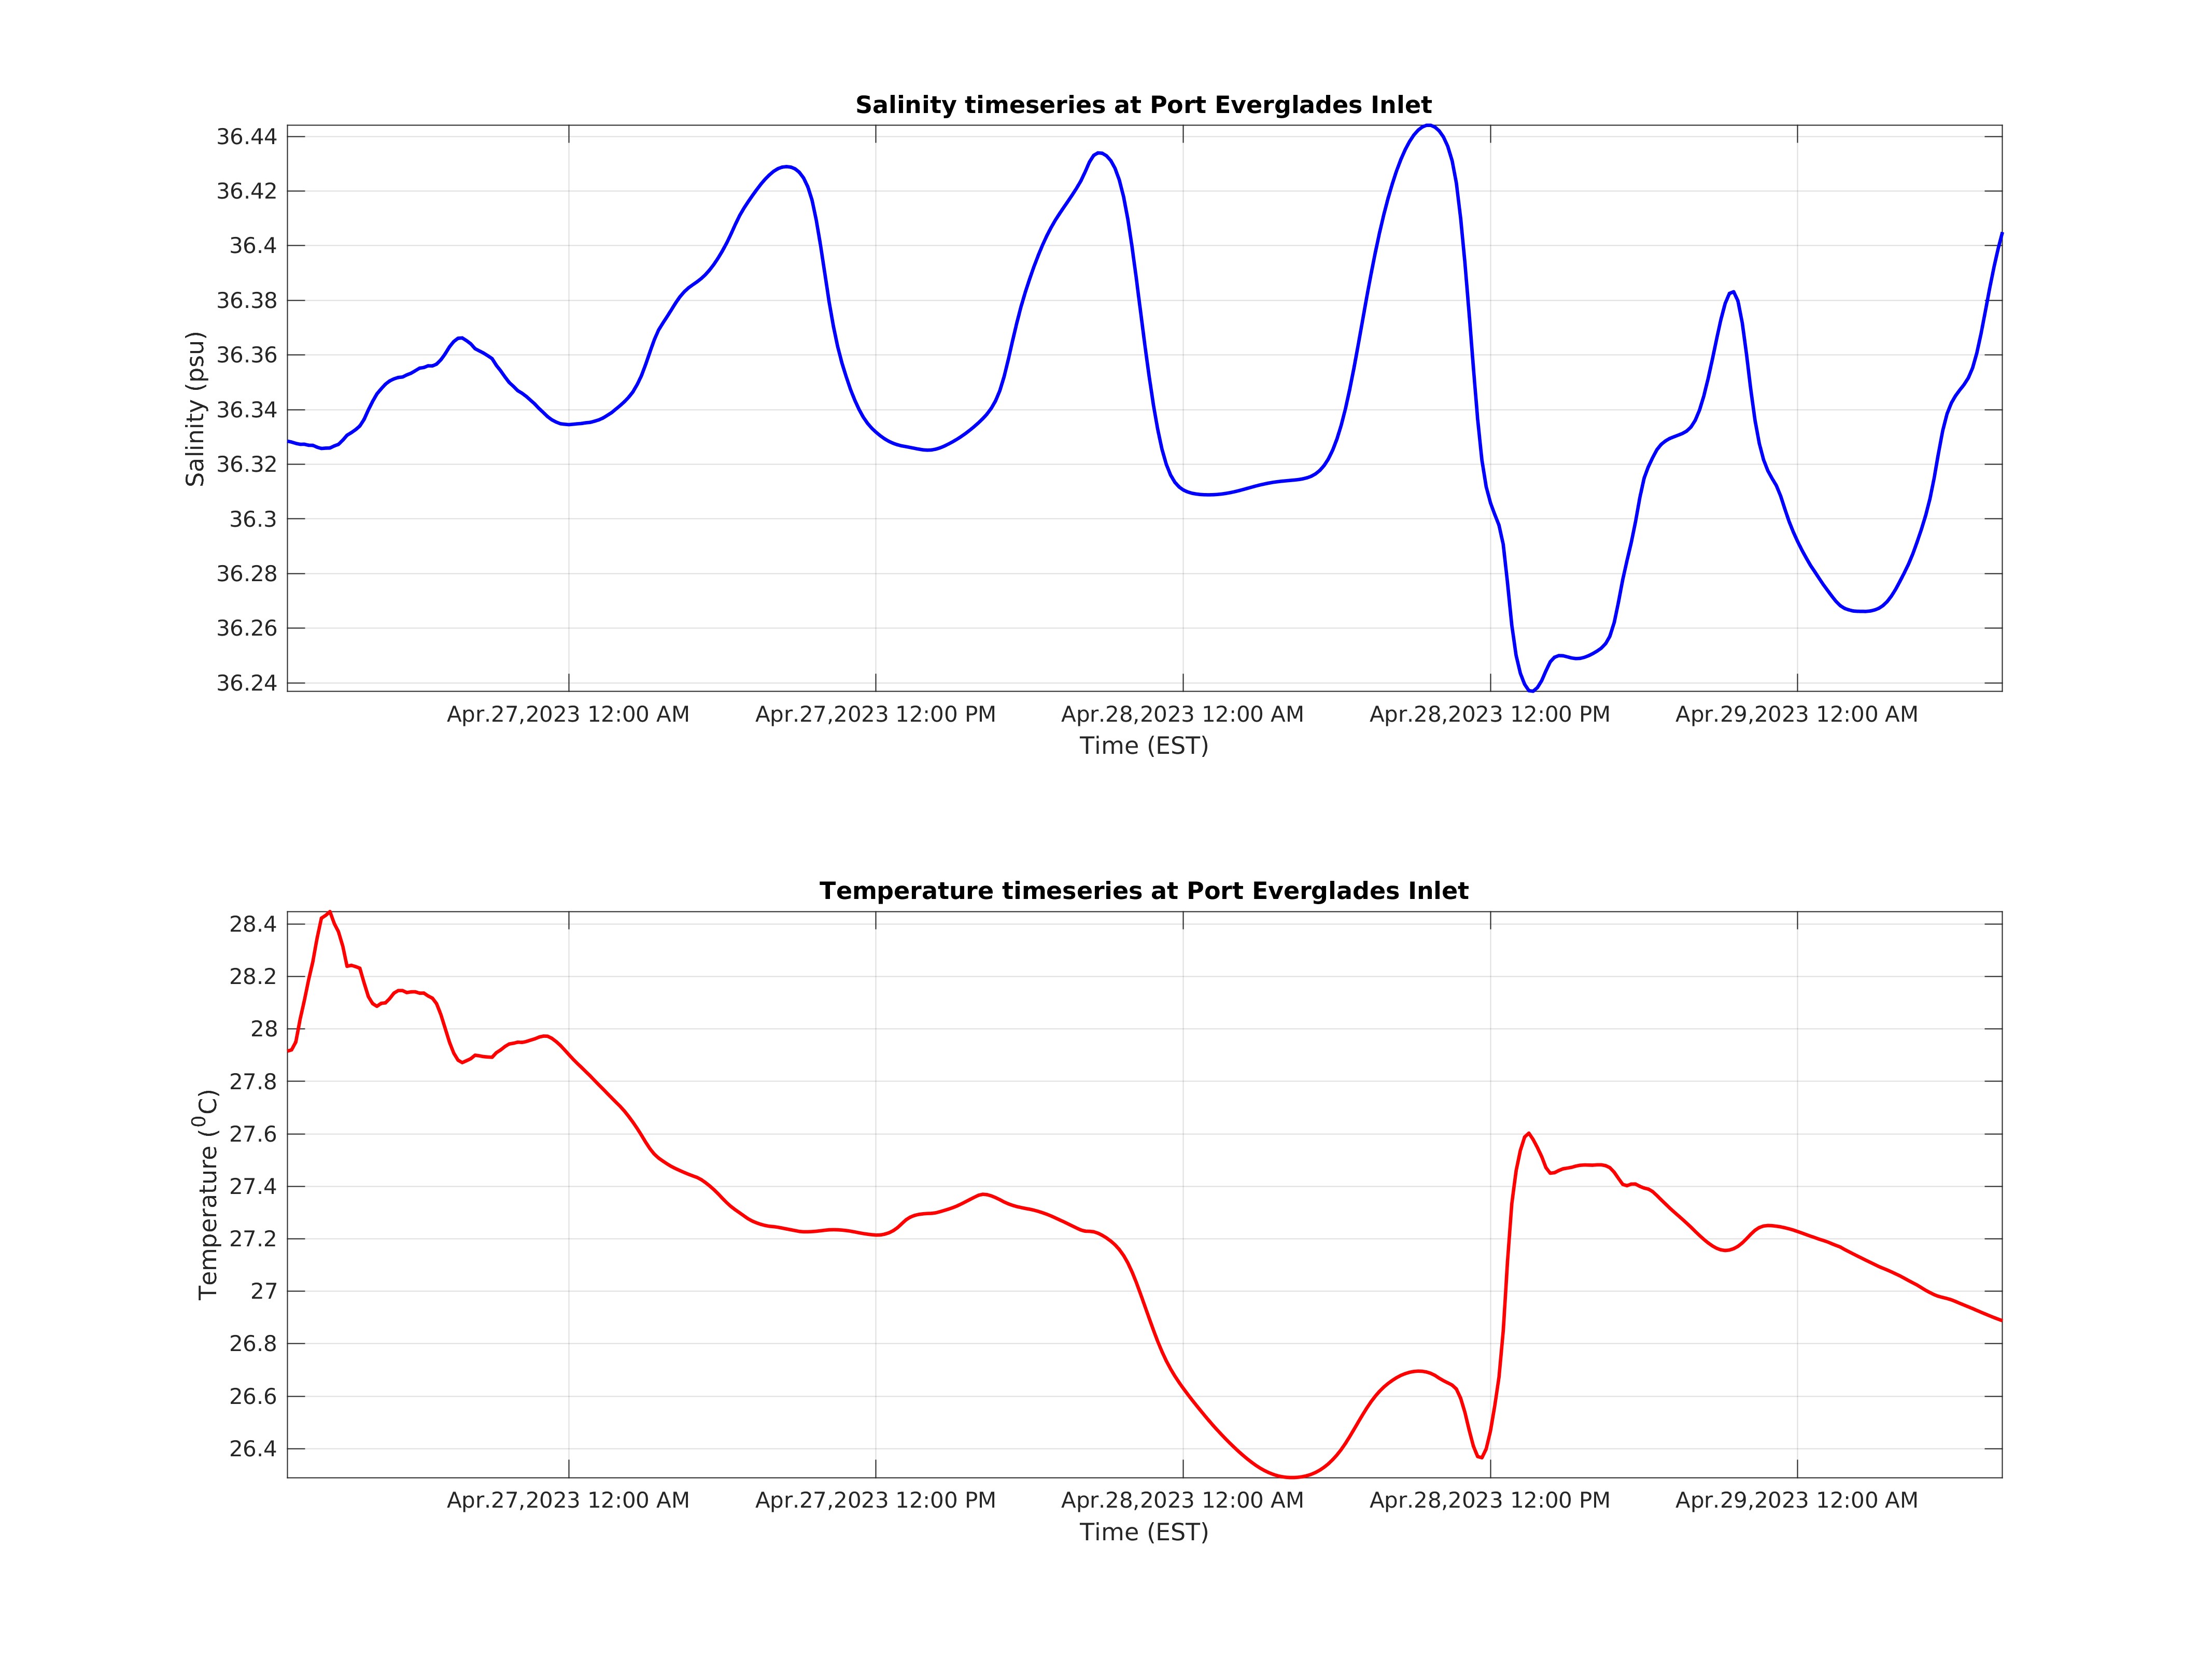 Salinity timeseries at Port Everglades Inlet
36.44
36.42
36.4
36.38
36.36
36.34
36.32
36.3
36.28
36.26
36.24
Salinity (psu)
Apr.27,2023 12:00 AM Apr.27,2023 12:00 PM Apr.28,2023 12:00 AM Apr.28,2023 12:00 PM Apr.29,2023 12:00 AM
Time (EST)
Temperature timeseries at Port Everglades Inlet
28.4
28.2
28
27.8
27.6
27.4
27.2
27
26.8
26.6
26.4
Temperature (⁰C)
Apr.27,2023 12:00 AM Apr.27,2023 12:00 PM Apr.28,2023 12:00 AM Apr.28,2023 12:00 PM Apr.29,2023 12:00 AM
Time (EST)